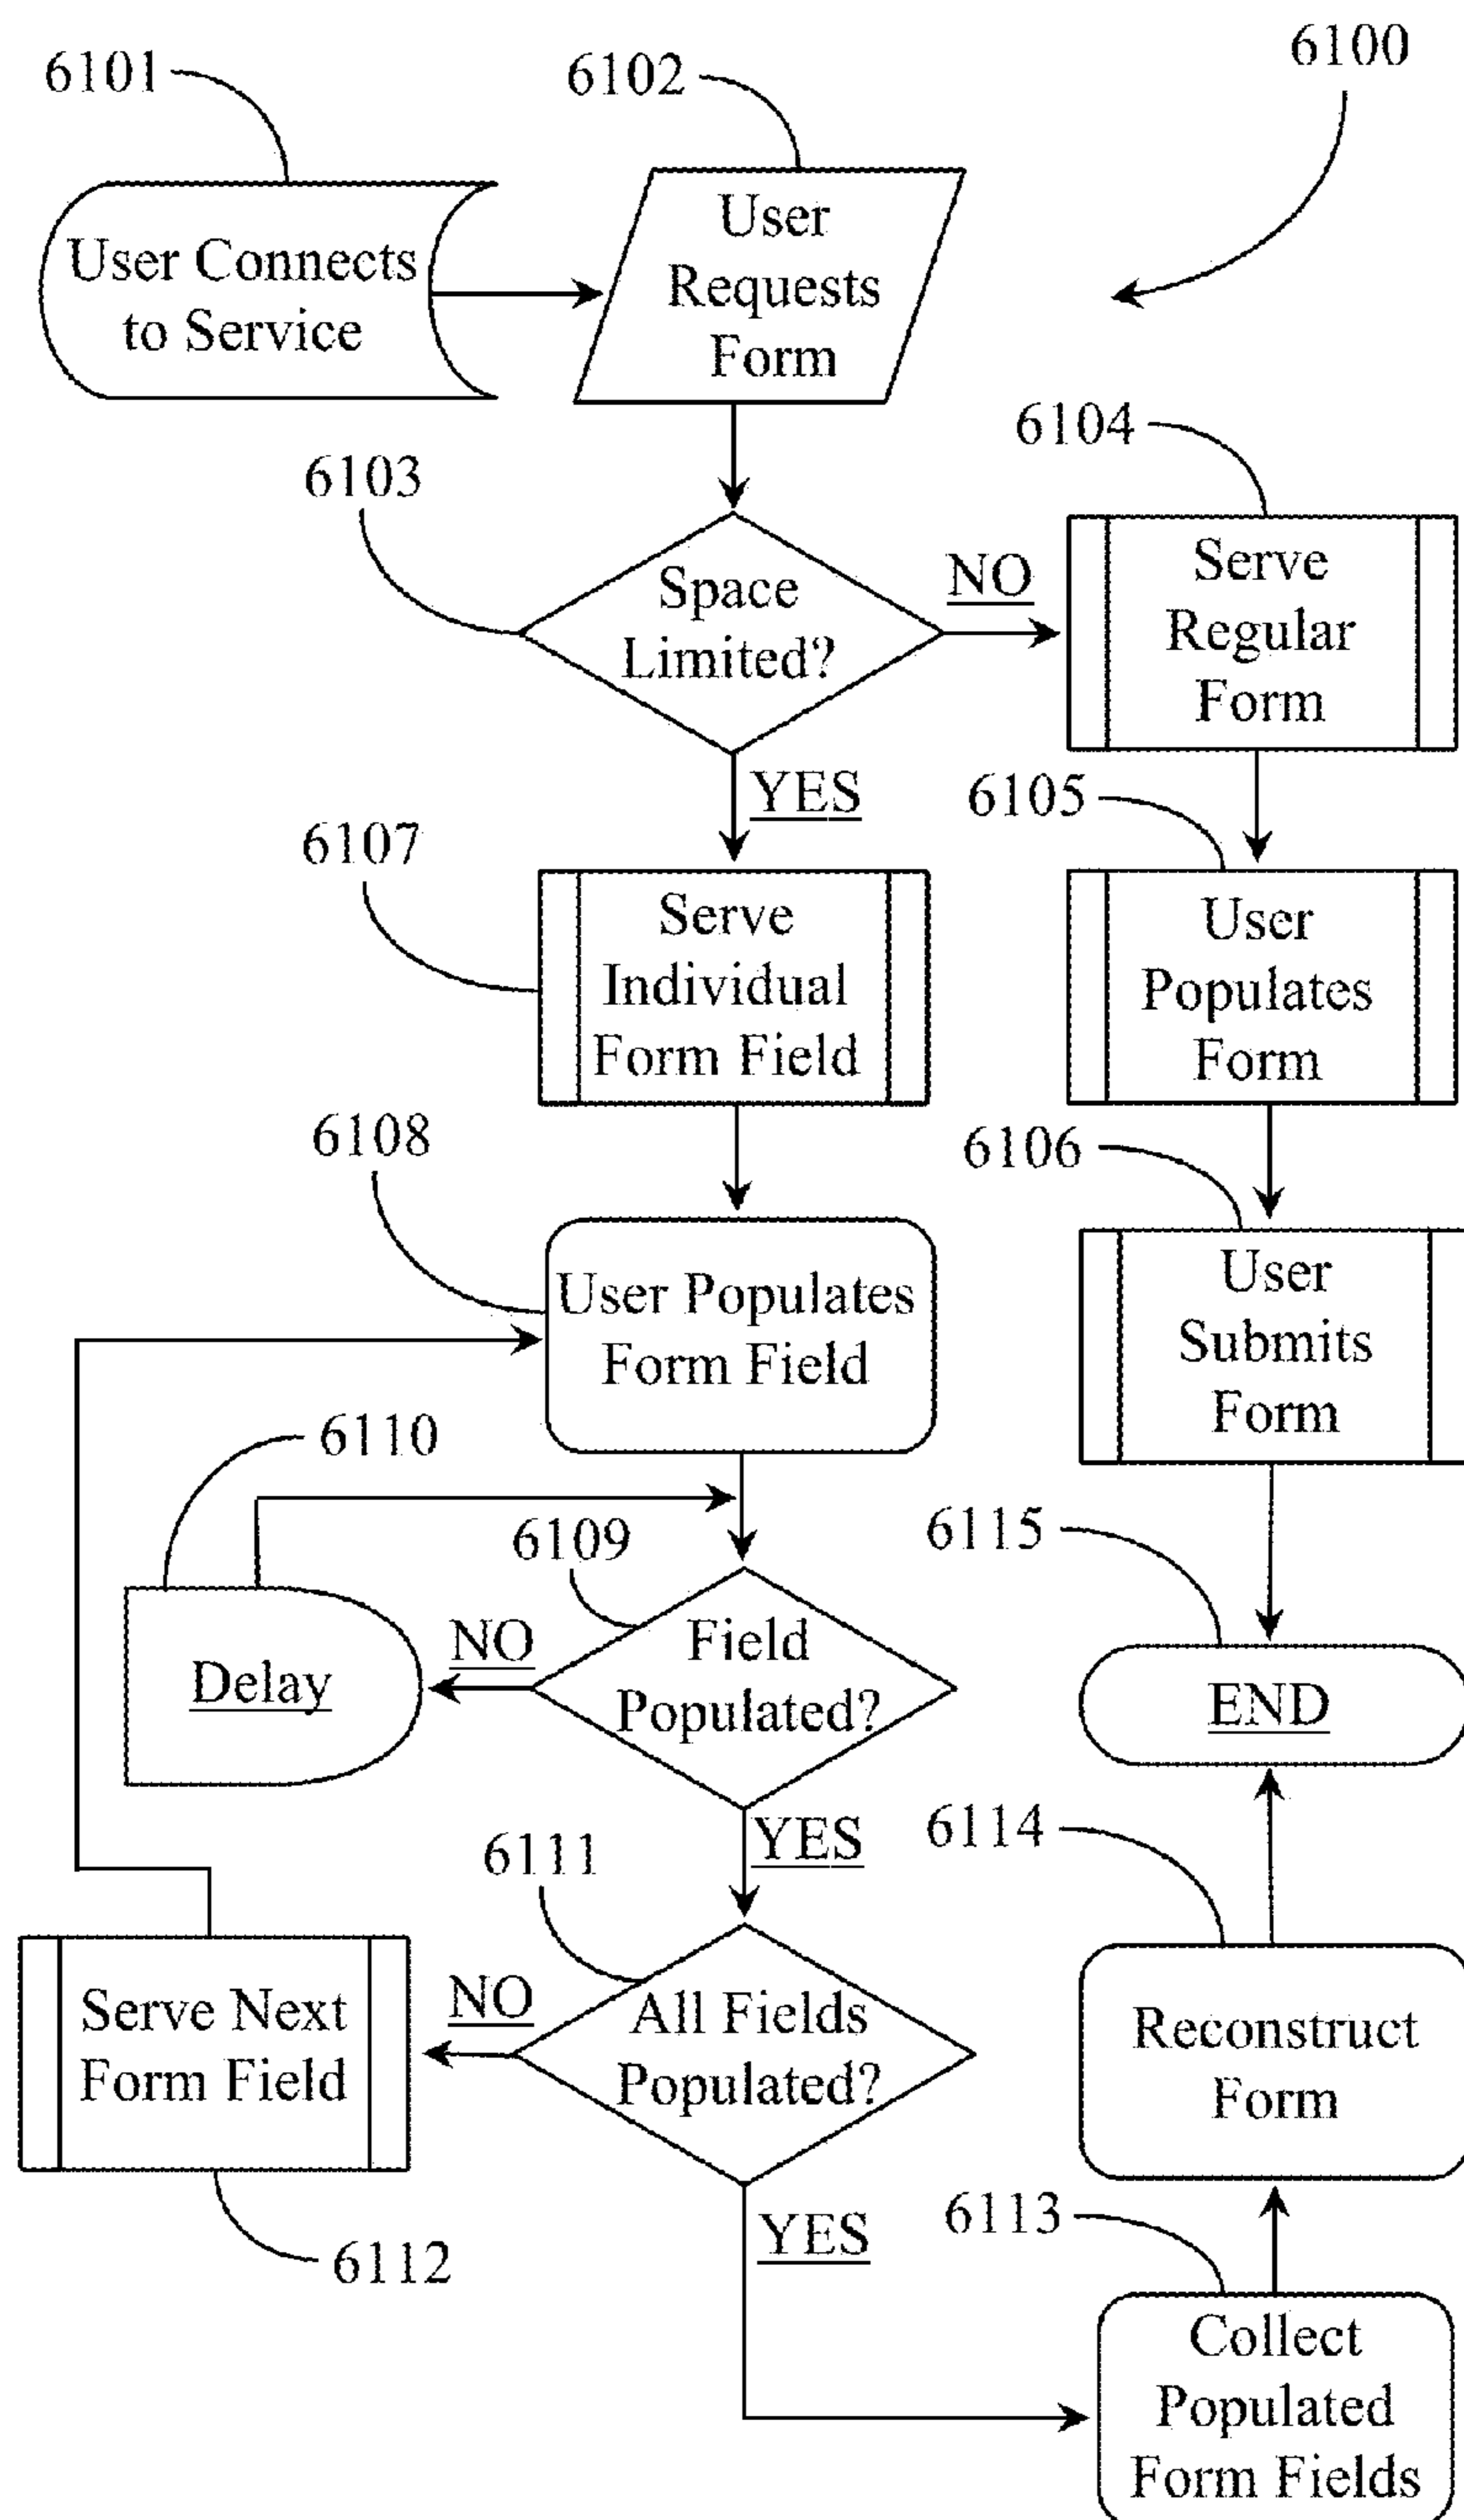 6101
6102
6100
User Connects
to Service
User
Requests
Form
6103
6104
Space
Limited?
NO
Serve
Regular
Form
YES
6105
6107
Serve
Individual
Form Field
User
Populates
Form
6108
6106
User Populates
Form Field
User
Submits
Form
6110
6109
6115
Delay
NO
Field
Populated?
END
YES
6111
6114
Serve Next
Form Field
NO
All Fields
Populated?
Reconstruct
Form
6112
YES
6113
Collect
Populated
Form Fields